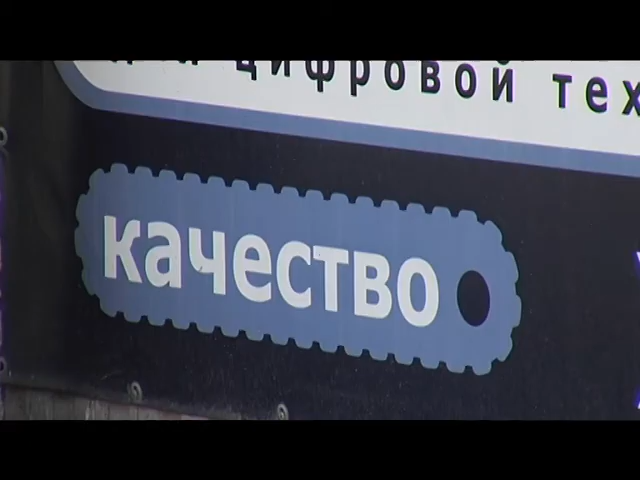 цифровой тех
качество